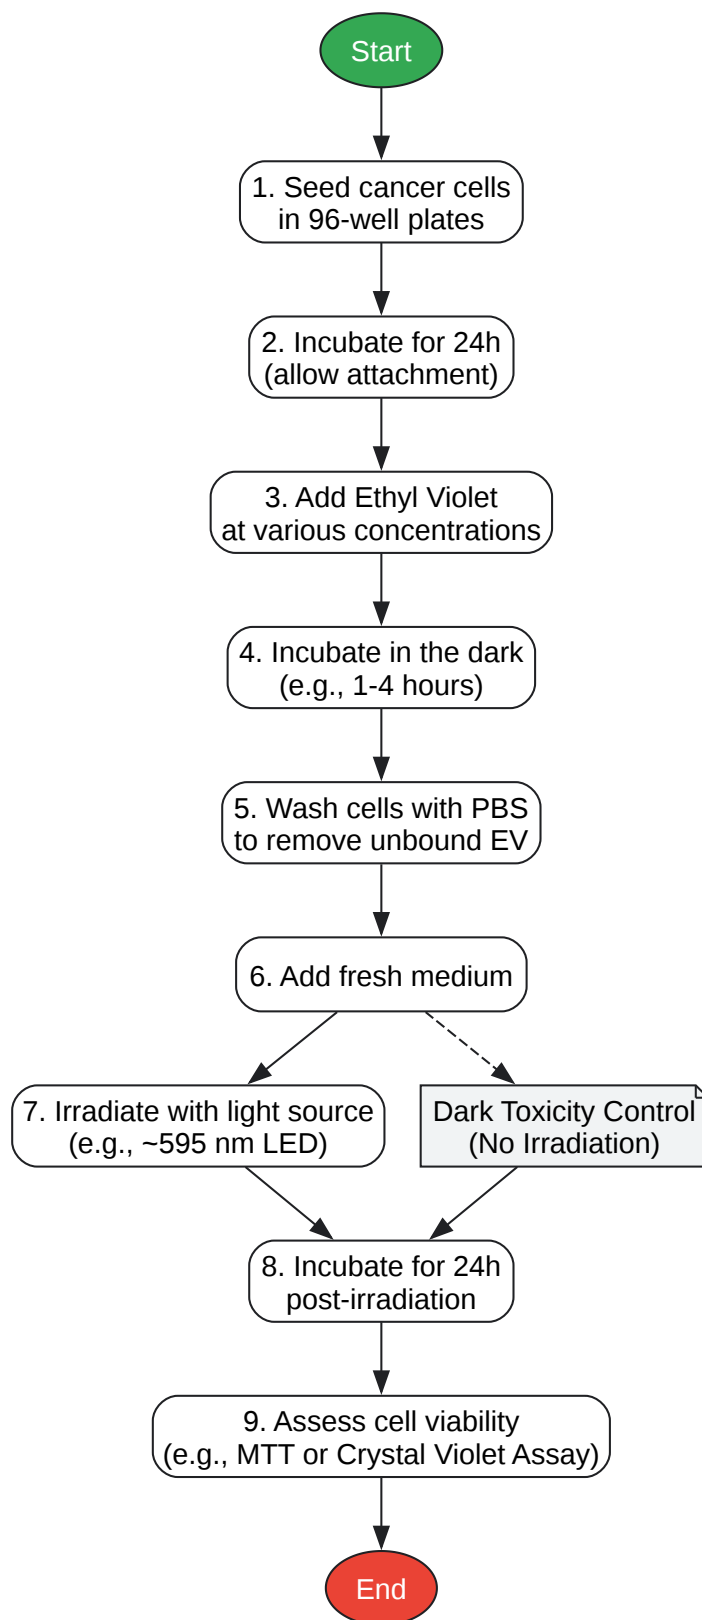 Start
1. Seed cancer cells
in 96-well plates
2. Incubate for 24h
(allow attachment)
3. Add Ethyl Violet
at various concentrations
4. Incubate in the dark
(e.g., 1-4 hours)
5. Wash cells with PBS
to remove unbound EV
6. Add fresh medium
7. Irradiate with light source
(e.g., ~595 nm LED)
Dark Toxicity Control
(No Irradiation)
8. Incubate for 24h
post-irradiation
9. Assess cell viability
(e.g., MTT or Crystal Violet Assay)
End